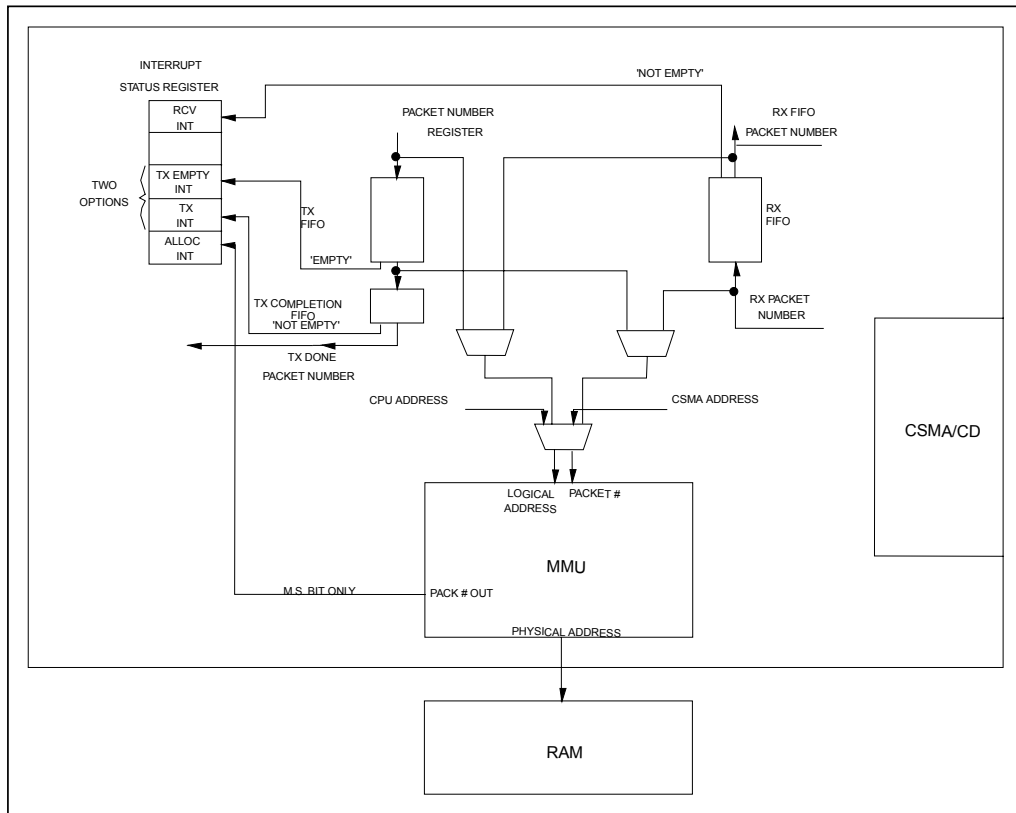 INTERRUPT
STATUS REGISTER
RCV
INT
TX EMPTY
INT
TX
INT
ALLOC
INT
TWO
OPTIONS
'NOT EMPTY'
PACKET NUMBER
REGISTER
RX FIFO
PACKET NUMBER
TX
FIFO
RX
FIFO
'EMPTY'
TX COMPLETION
FIFO
'NOT EMPTY'
TX DONE
PACKET NUMBER
RX PACKET
NUMBER
CPU ADDRESS
CSMA ADDRESS
CSMA/CD
LOGICAL
ADDRESS
PACKET #
MMU
M.S. BIT ONLY
PACK # OUT
PHYSICAL ADDRESS
RAM